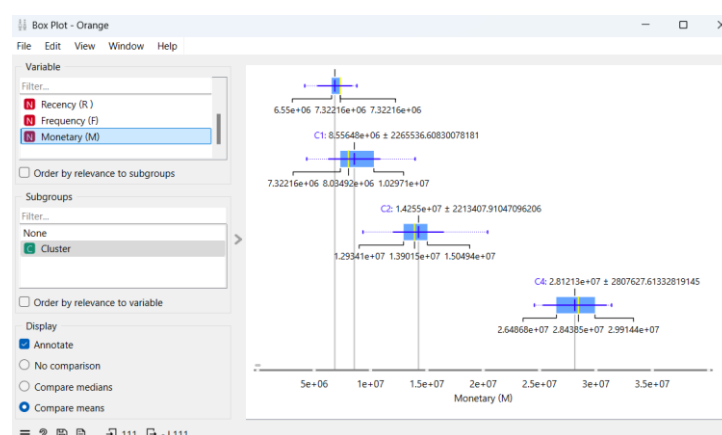 Box Plot - Orange
File Edit View Window Help
Variable
Filter...
N Recency (R )
N Frequency (F)
N Monetary (M)
Order by relevance to subgroups
Subgroups
Filter...
None
C Cluster
Order by relevance to variable
Display
Annotate
No comparison
Compare medians
Compare means
111
6.55e+06 7.32216e+06 7.32216e+06
C1: 8.55648e+06 ± 2265536.60830078181
7.32216e+06 8.03492e+06 1.02971e+07
C2: 1.4255e+07 ± 2213407.91047096206
1.29341e+07 1.39015e+07 1.50494e+07
C4: 2.81213e+07 ± 2807627.61332819145
2.64868e+07 2.84385e+07 2.99144e+07
5e+06 1e+07 1.5e+07 2e+07 2.5e+07 3e+07 3.5e+07
Monetary (M)